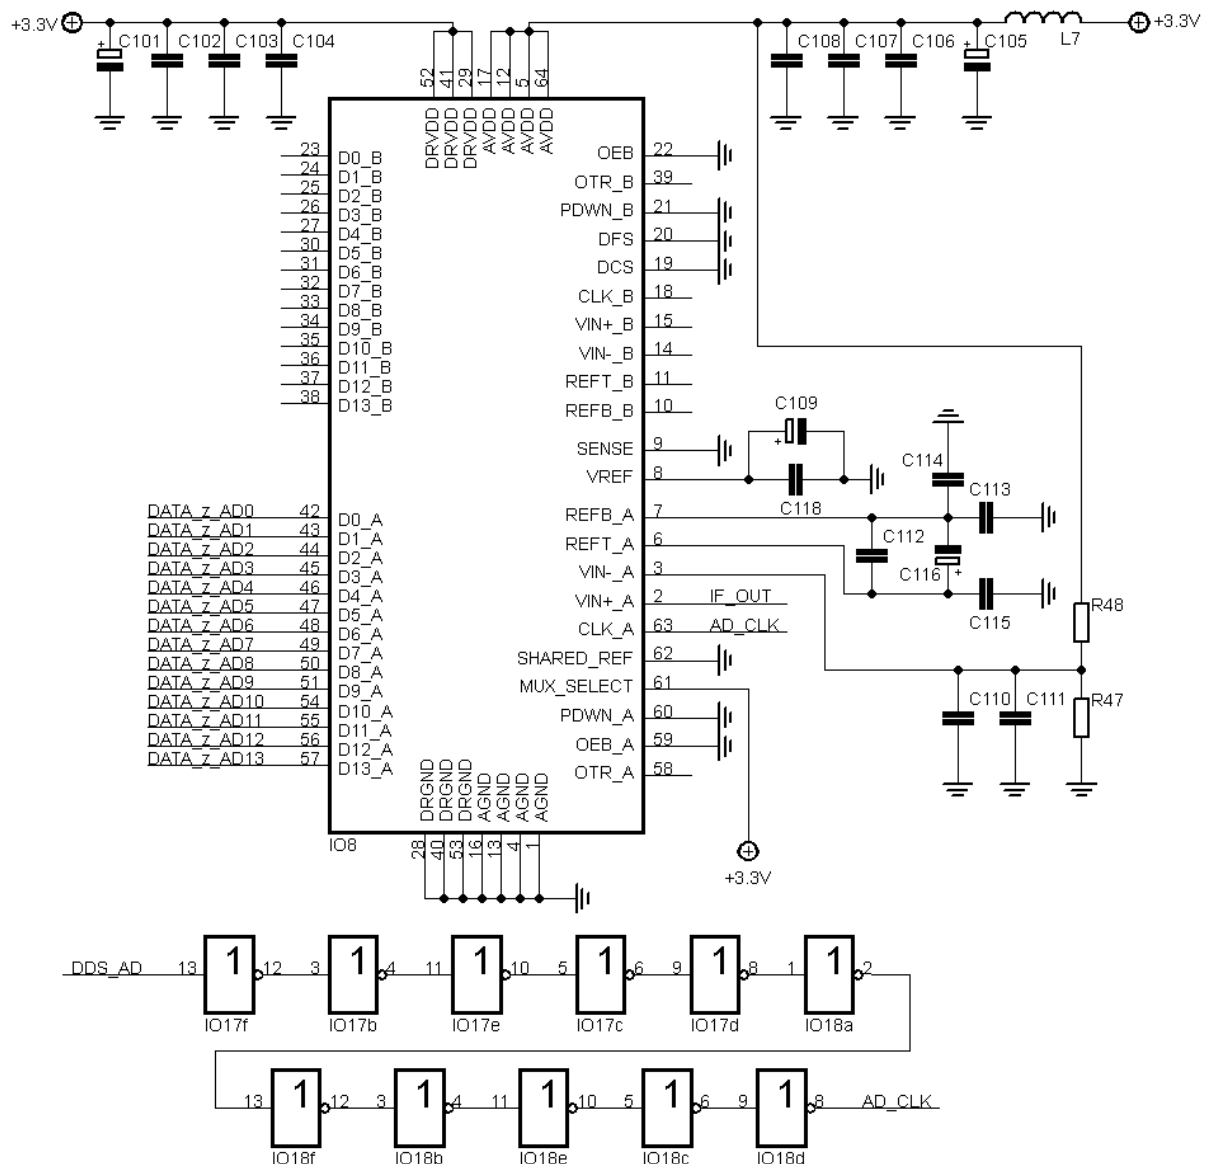 +3.3V C101 C102 C103 C104 C108 C107 C106 C105 L7 +3.3V
+ +
52 41 29 17 12 5 64
DRVDD DRVDD DRVDD AVDD AVDD AVDD AVDD
23 D0_B
24 D1_B
25 D2_B
26 D3_B
27 D4_B
30 D5_B
31 D6_B
32 D7_B
33 D8_B
34 D9_B
35 D10_B
36 D11_B
37 D12_B
38 D13_B
OEB 22
OTR_B 39
PDWN_B 21
DFS 20
DCS 19
CLK_B 18
VIN+_B 15
VIN-_B 14
REFT_B 11
REFB_B 10
SENSE 9
VREF 8
REFB_A 7
REFT_A 6
VIN-_A 3
VIN+_A 2 IF_OUT
CLK_A 63 AD_CLK
SHARED_REF 62
MUX_SELECT 61
PDWN_A 60
OEB_A 59
OTR_A 58
C109
+
C118
C114
C113
C112
C116 +
C115
R48
C110 C111 R47
+3.3V
DATA_z_AD0 42 D0_A
DATA_z_AD1 43 D1_A
DATA_z_AD2 44 D2_A
DATA_z_AD3 45 D3_A
DATA_z_AD4 46 D4_A
DATA_z_AD5 47 D5_A
DATA_z_AD6 48 D6_A
DATA_z_AD7 49 D7_A
DATA_z_AD8 50 D8_A
DATA_z_AD9 51 D9_A
DATA_z_AD10 54 D10_A
DATA_z_AD11 55 D11_A
DATA_z_AD12 56 D12_A
DATA_z_AD13 57 D13_A
DRGND DRGND DRGND AGND AGND AGND AGND
IO8
28 40 53 16 13 4 1
DDS_AD 13 1 12 3 1 4 11 1 10 5 1 6 9 1 8 1 1 2
IO17f IO17b IO17e IO17c IO17d IO18a
13 1 12 3 1 4 11 1 10 5 1 6 9 1 8 AD_CLK
IO18f IO18b IO18e IO18c IO18d